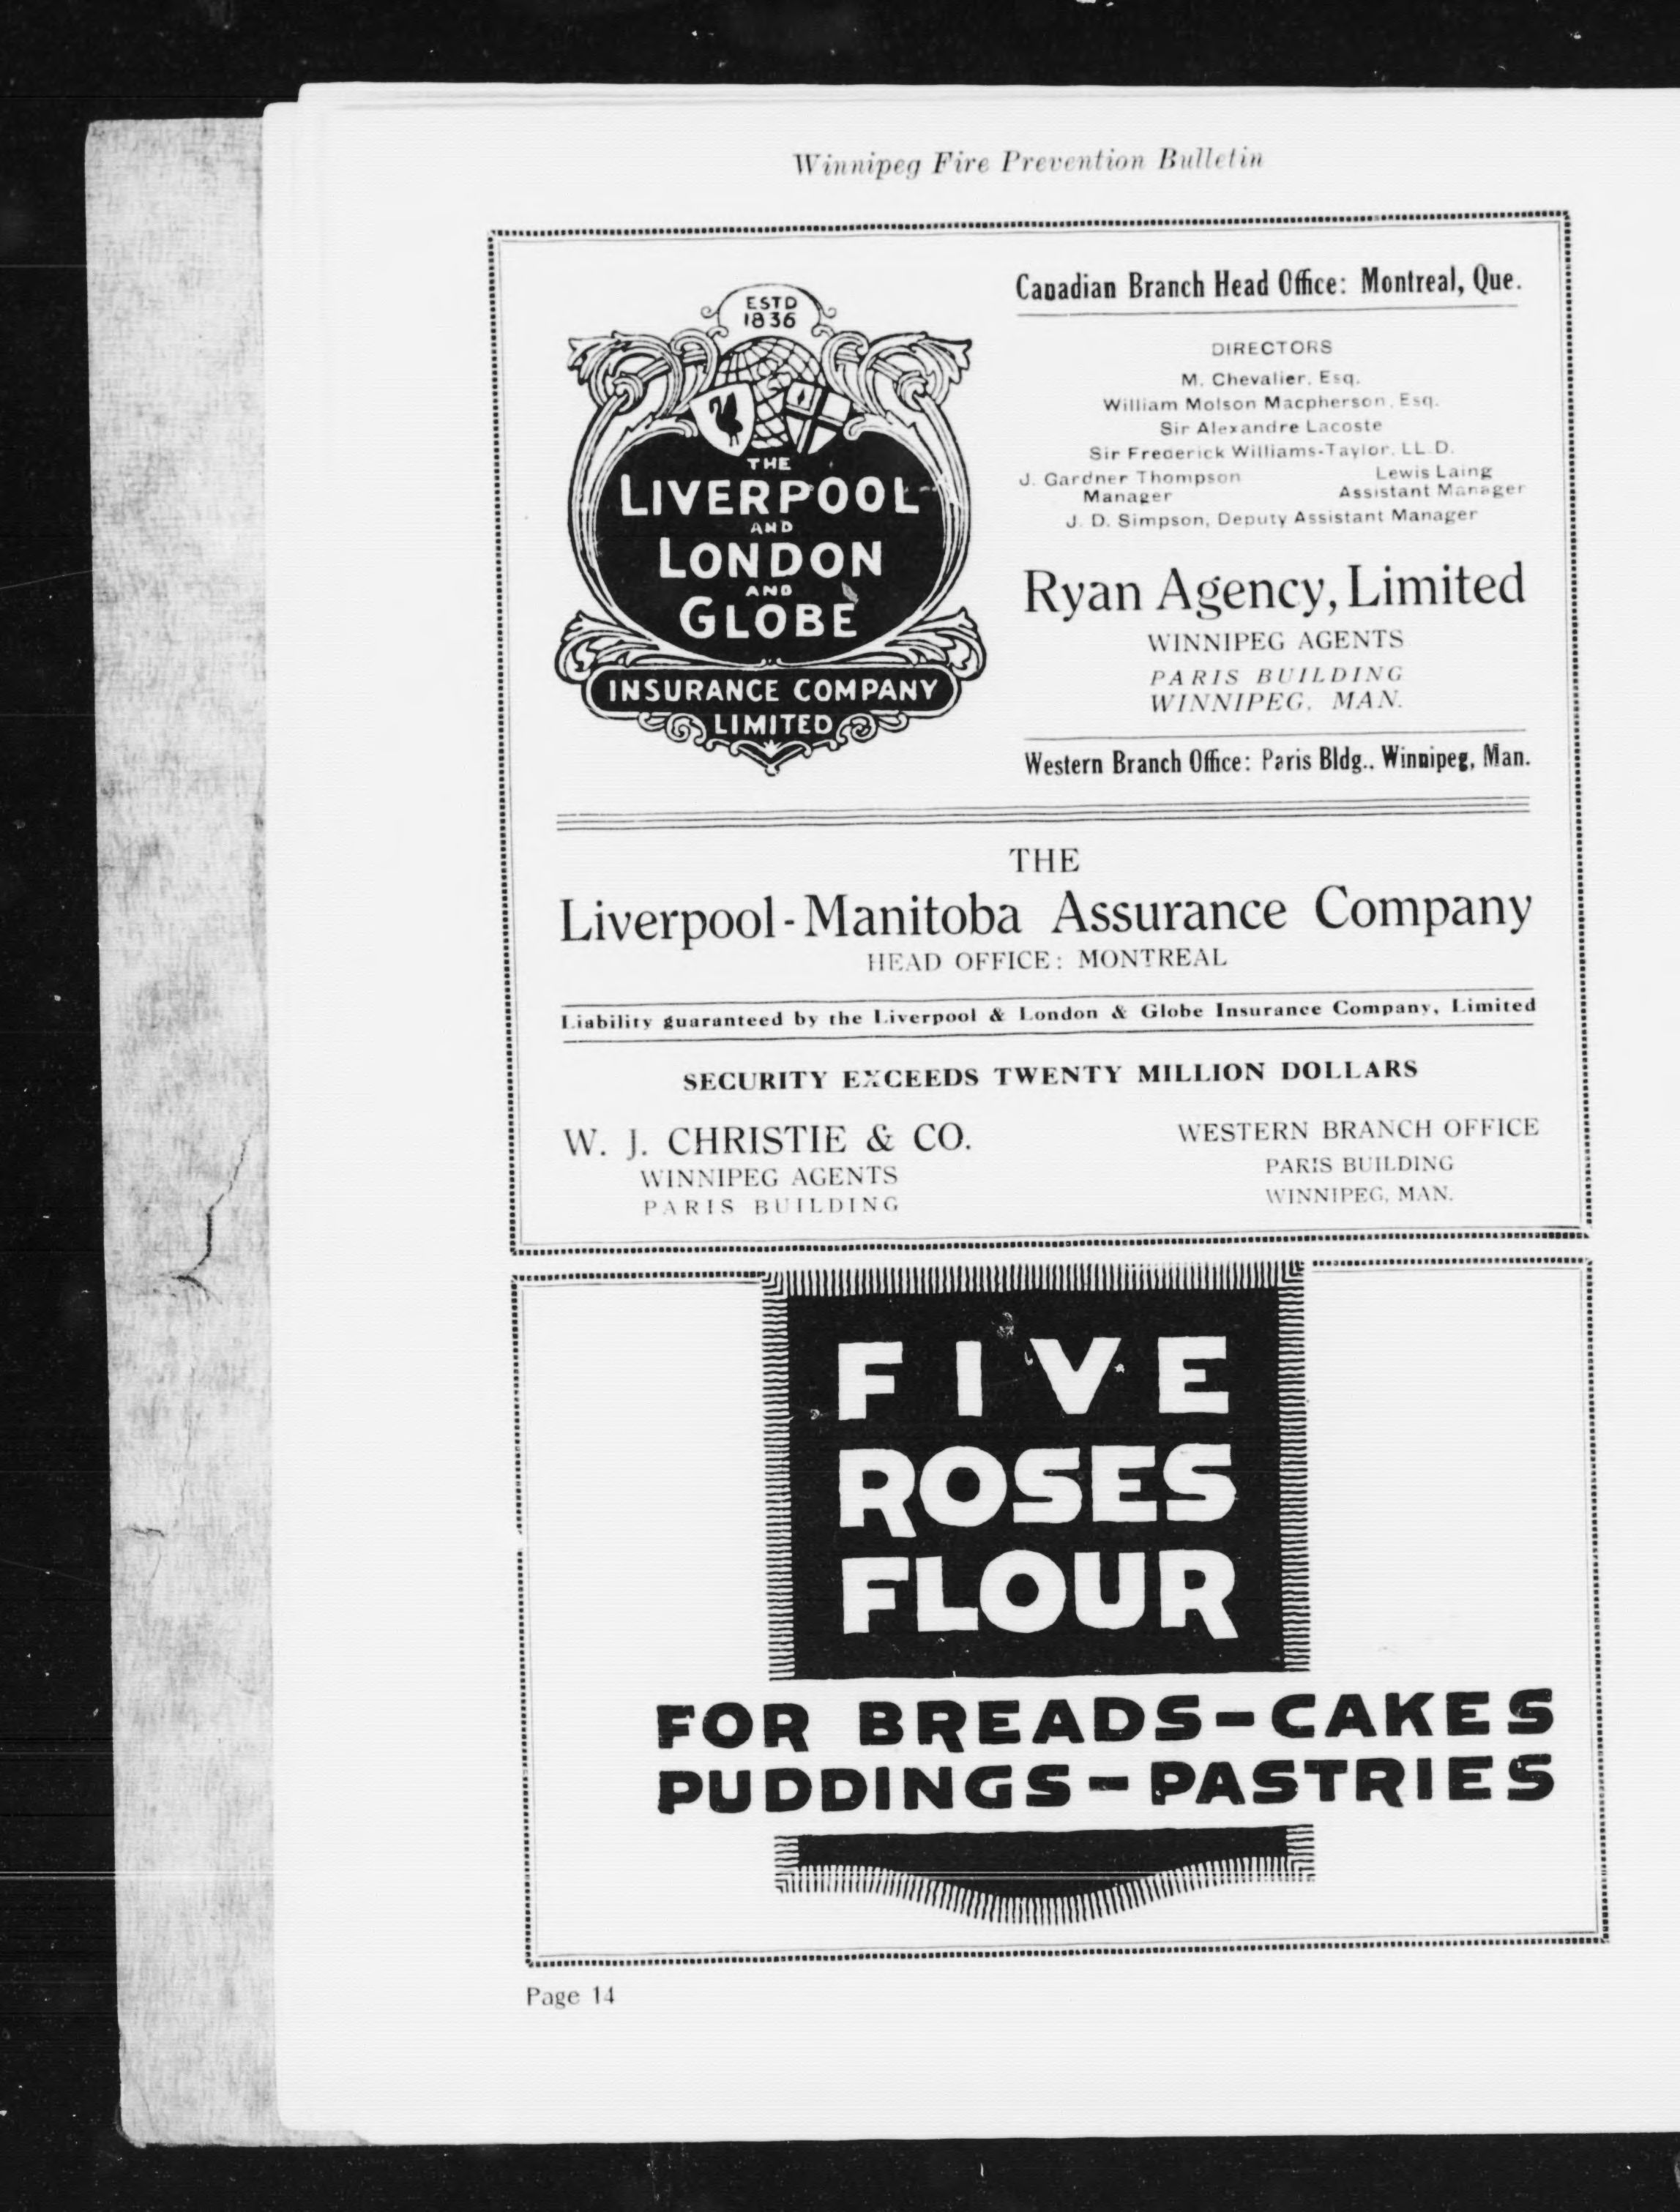 Winnipeg Fire Prevention Bulletin
ESTD
1836
THE
LIVERPOOL
AND
LONDON
AND
GLOBE
INSURANCE COMPANY
LIMITED
Canadian Branch Head Office: Montreal, Que.
DIRECTORS
M. Chevalier, Esq.
William Molson Macpherson, Esq.
Sir Alexandre Lacoste
Sir Frederick Williams-Taylor, LL.D.
J. Gardner Thompson Lewis Laing
Manager Assistant Manager
J. D. Simpson, Deputy Assistant Manager
Ryan Agency, Limited
WINNIPEG AGENTS
PARIS BUILDING
WINNIPEG, MAN.
Western Branch Office: Paris Bldg., Winnipeg, Man.
THE
Liverpool-Manitoba Assurance Company
HEAD OFFICE: MONTREAL
Liability guaranteed by the Liverpool & London & Globe Insurance Company, Limited
SECURITY EXCEEDS TWENTY MILLION DOLLARS
W. J. CHRISTIE & CO.
WINNIPEG AGENTS
PARIS BUILDING
WESTERN BRANCH OFFICE
PARIS BUILDING
WINNIPEG, MAN.
FIVE
ROSES
FLOUR
FOR BREADS-CAKES
PUDDINGS-PASTRIES
Page 14